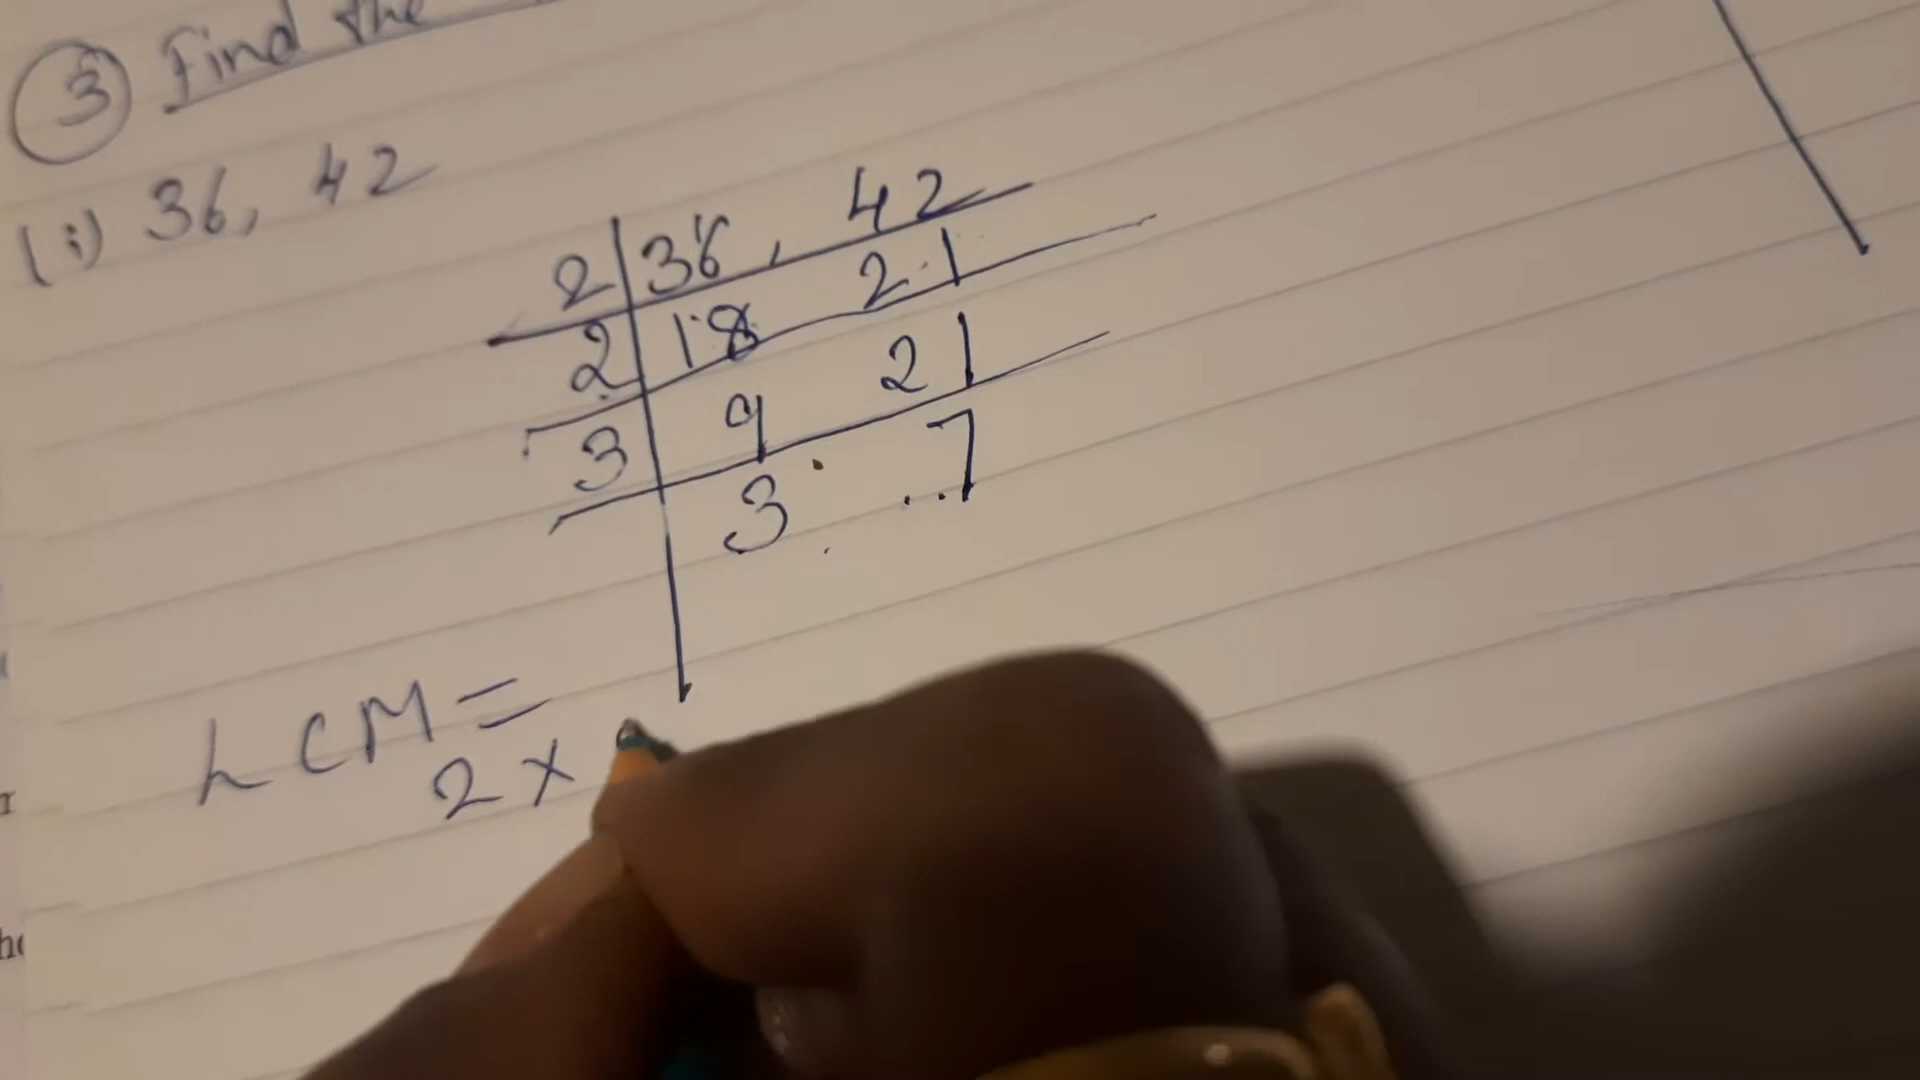 ③ Find the
(i) 36, 42
2 36, 42
2 18 21
3 9 21
3 7
LCM =
2 ×